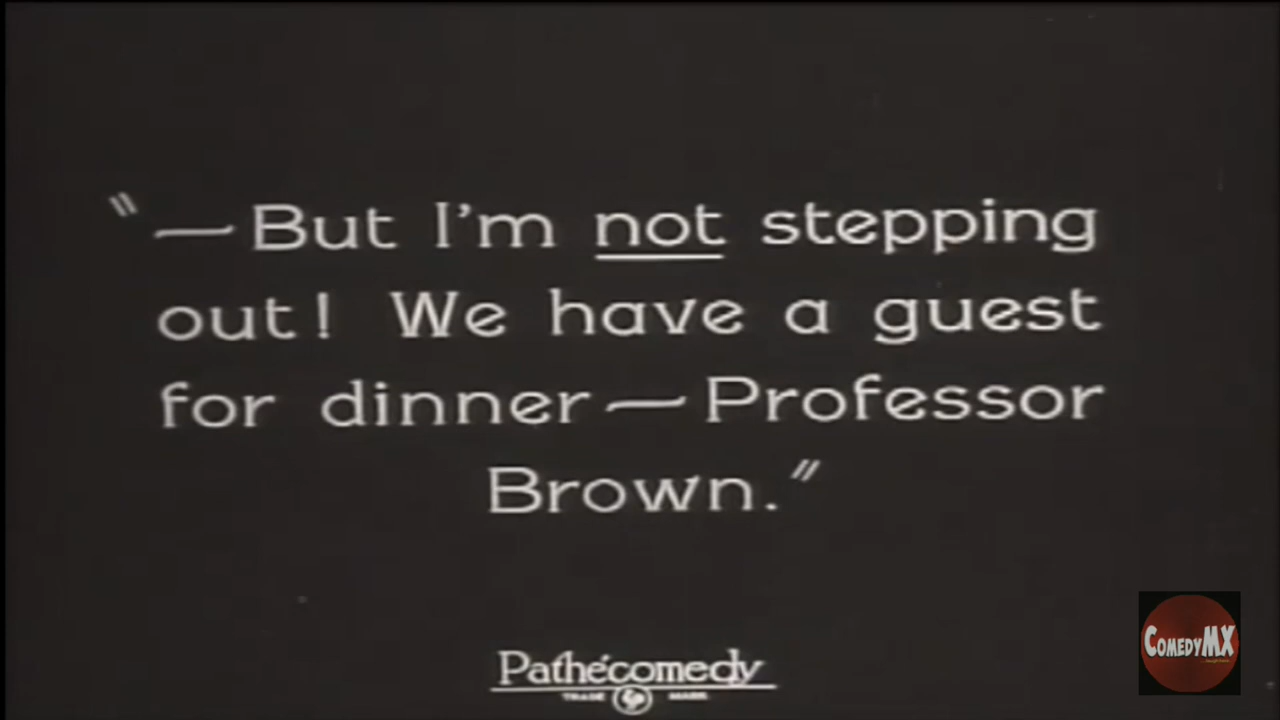 "—But I'm not stepping
out! We have a guest
for dinner—Professor
Brown."
Pathécomedy
TRADE MARK
COMEDYMX